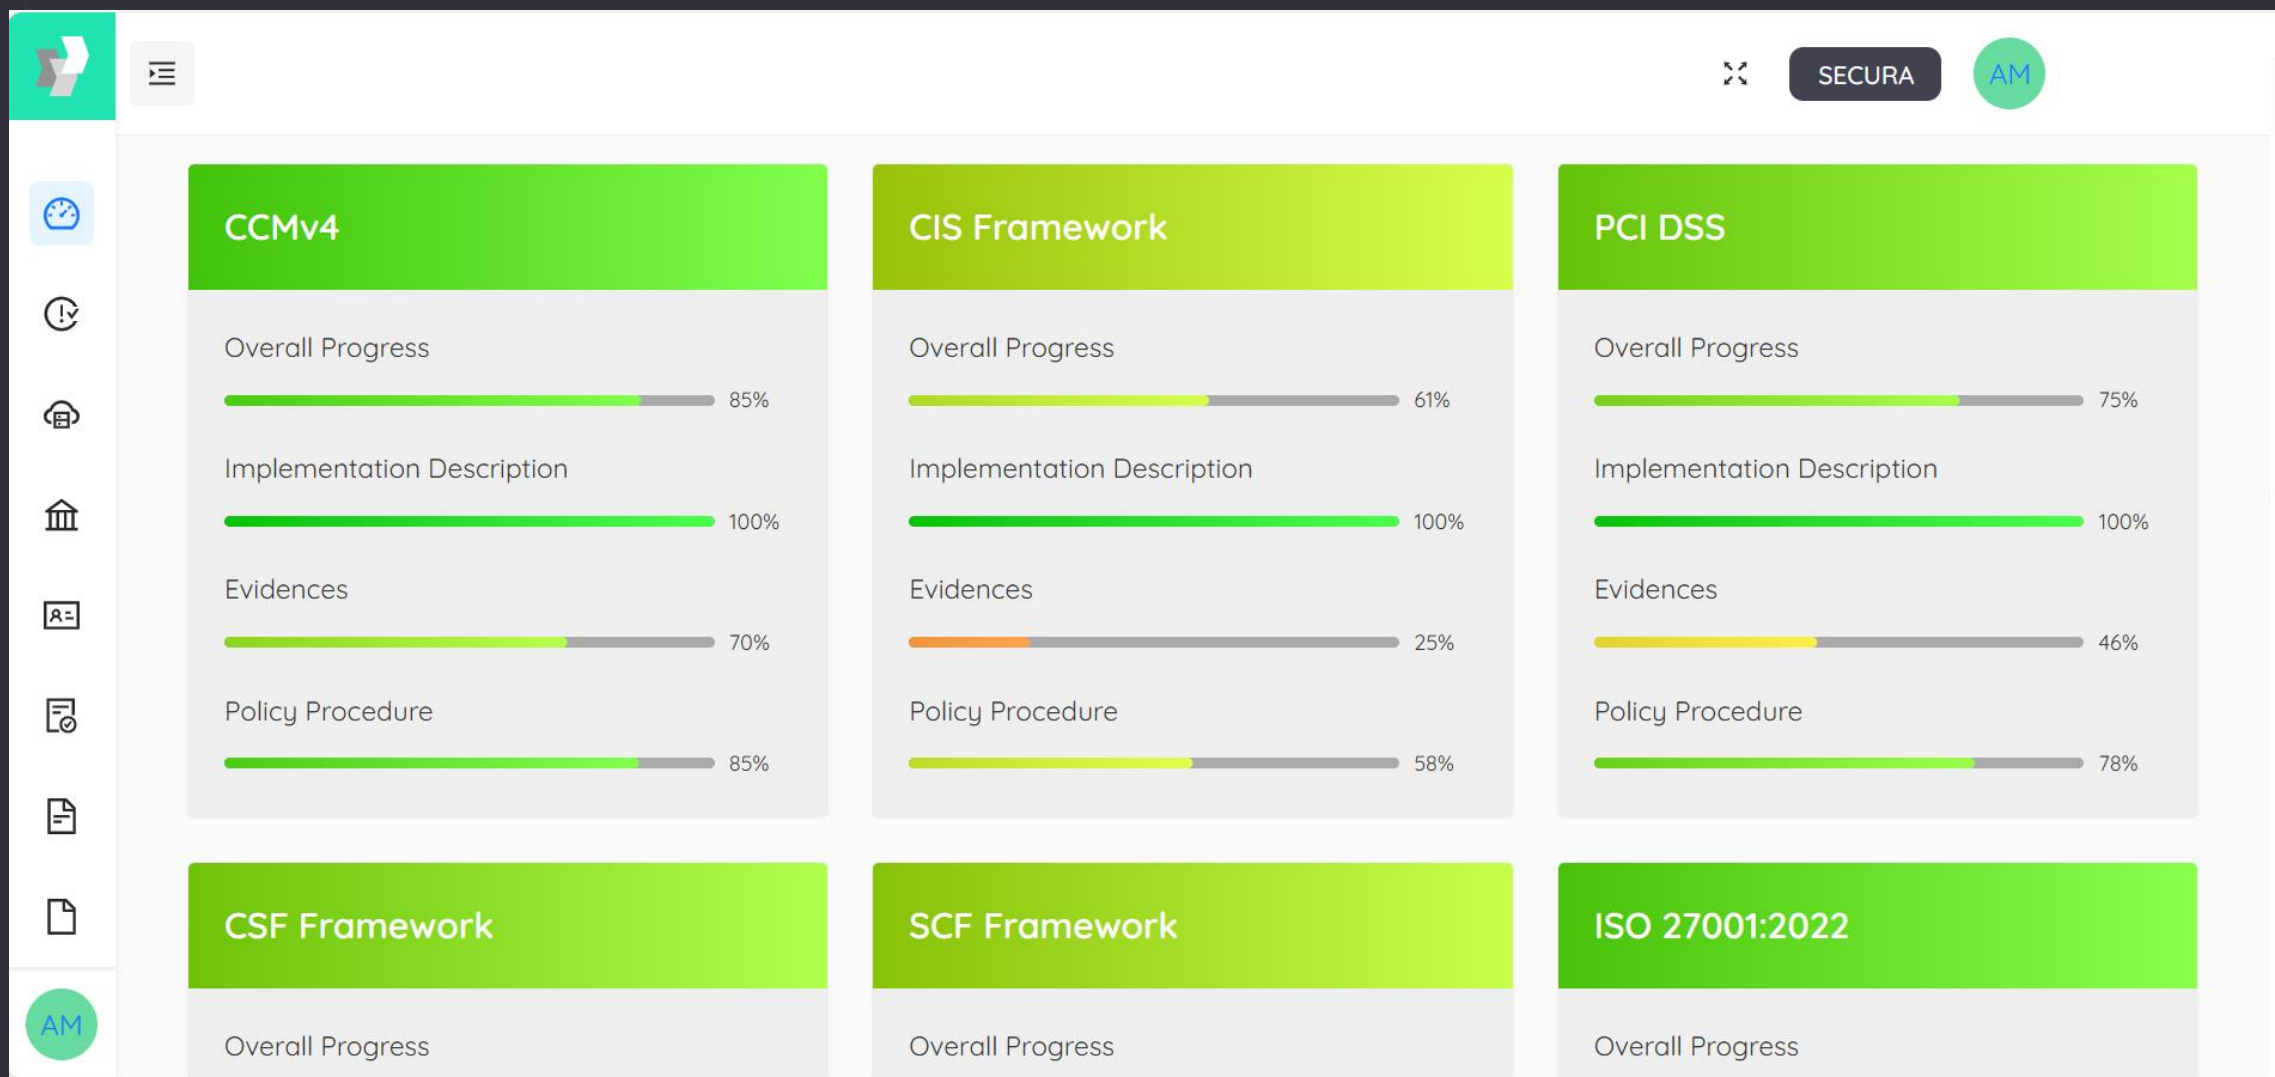 SECURA
AM
CCMv4
Overall Progress
85%
Implementation Description
100%
Evidences
70%
Policy Procedure
85%
CIS Framework
Overall Progress
61%
Implementation Description
100%
Evidences
25%
Policy Procedure
58%
PCI DSS
Overall Progress
75%
Implementation Description
100%
Evidences
46%
Policy Procedure
78%
CSF Framework
Overall Progress
SCF Framework
Overall Progress
ISO 27001:2022
Overall Progress
AM